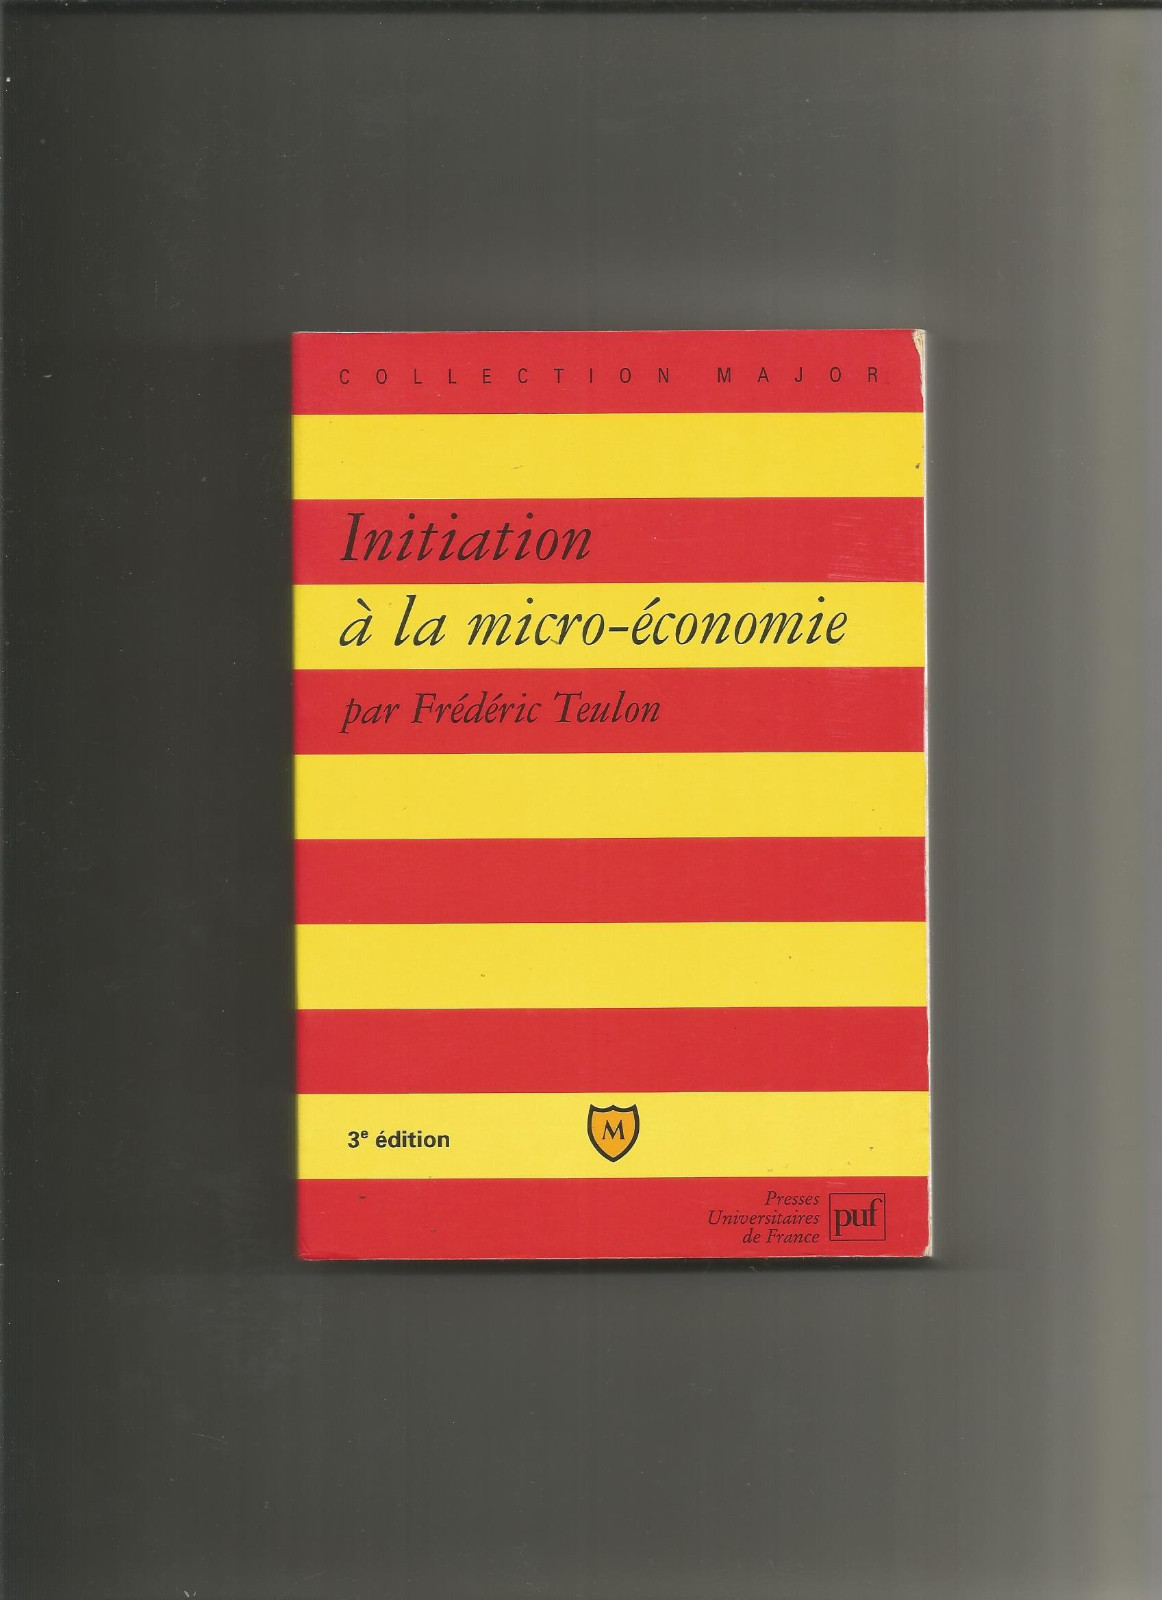 COLLECTION MAJOR
Initiation
à la micro-économie
par Frédéric Teulon
3e édition
M
Presses
Universitaires
de France
puf